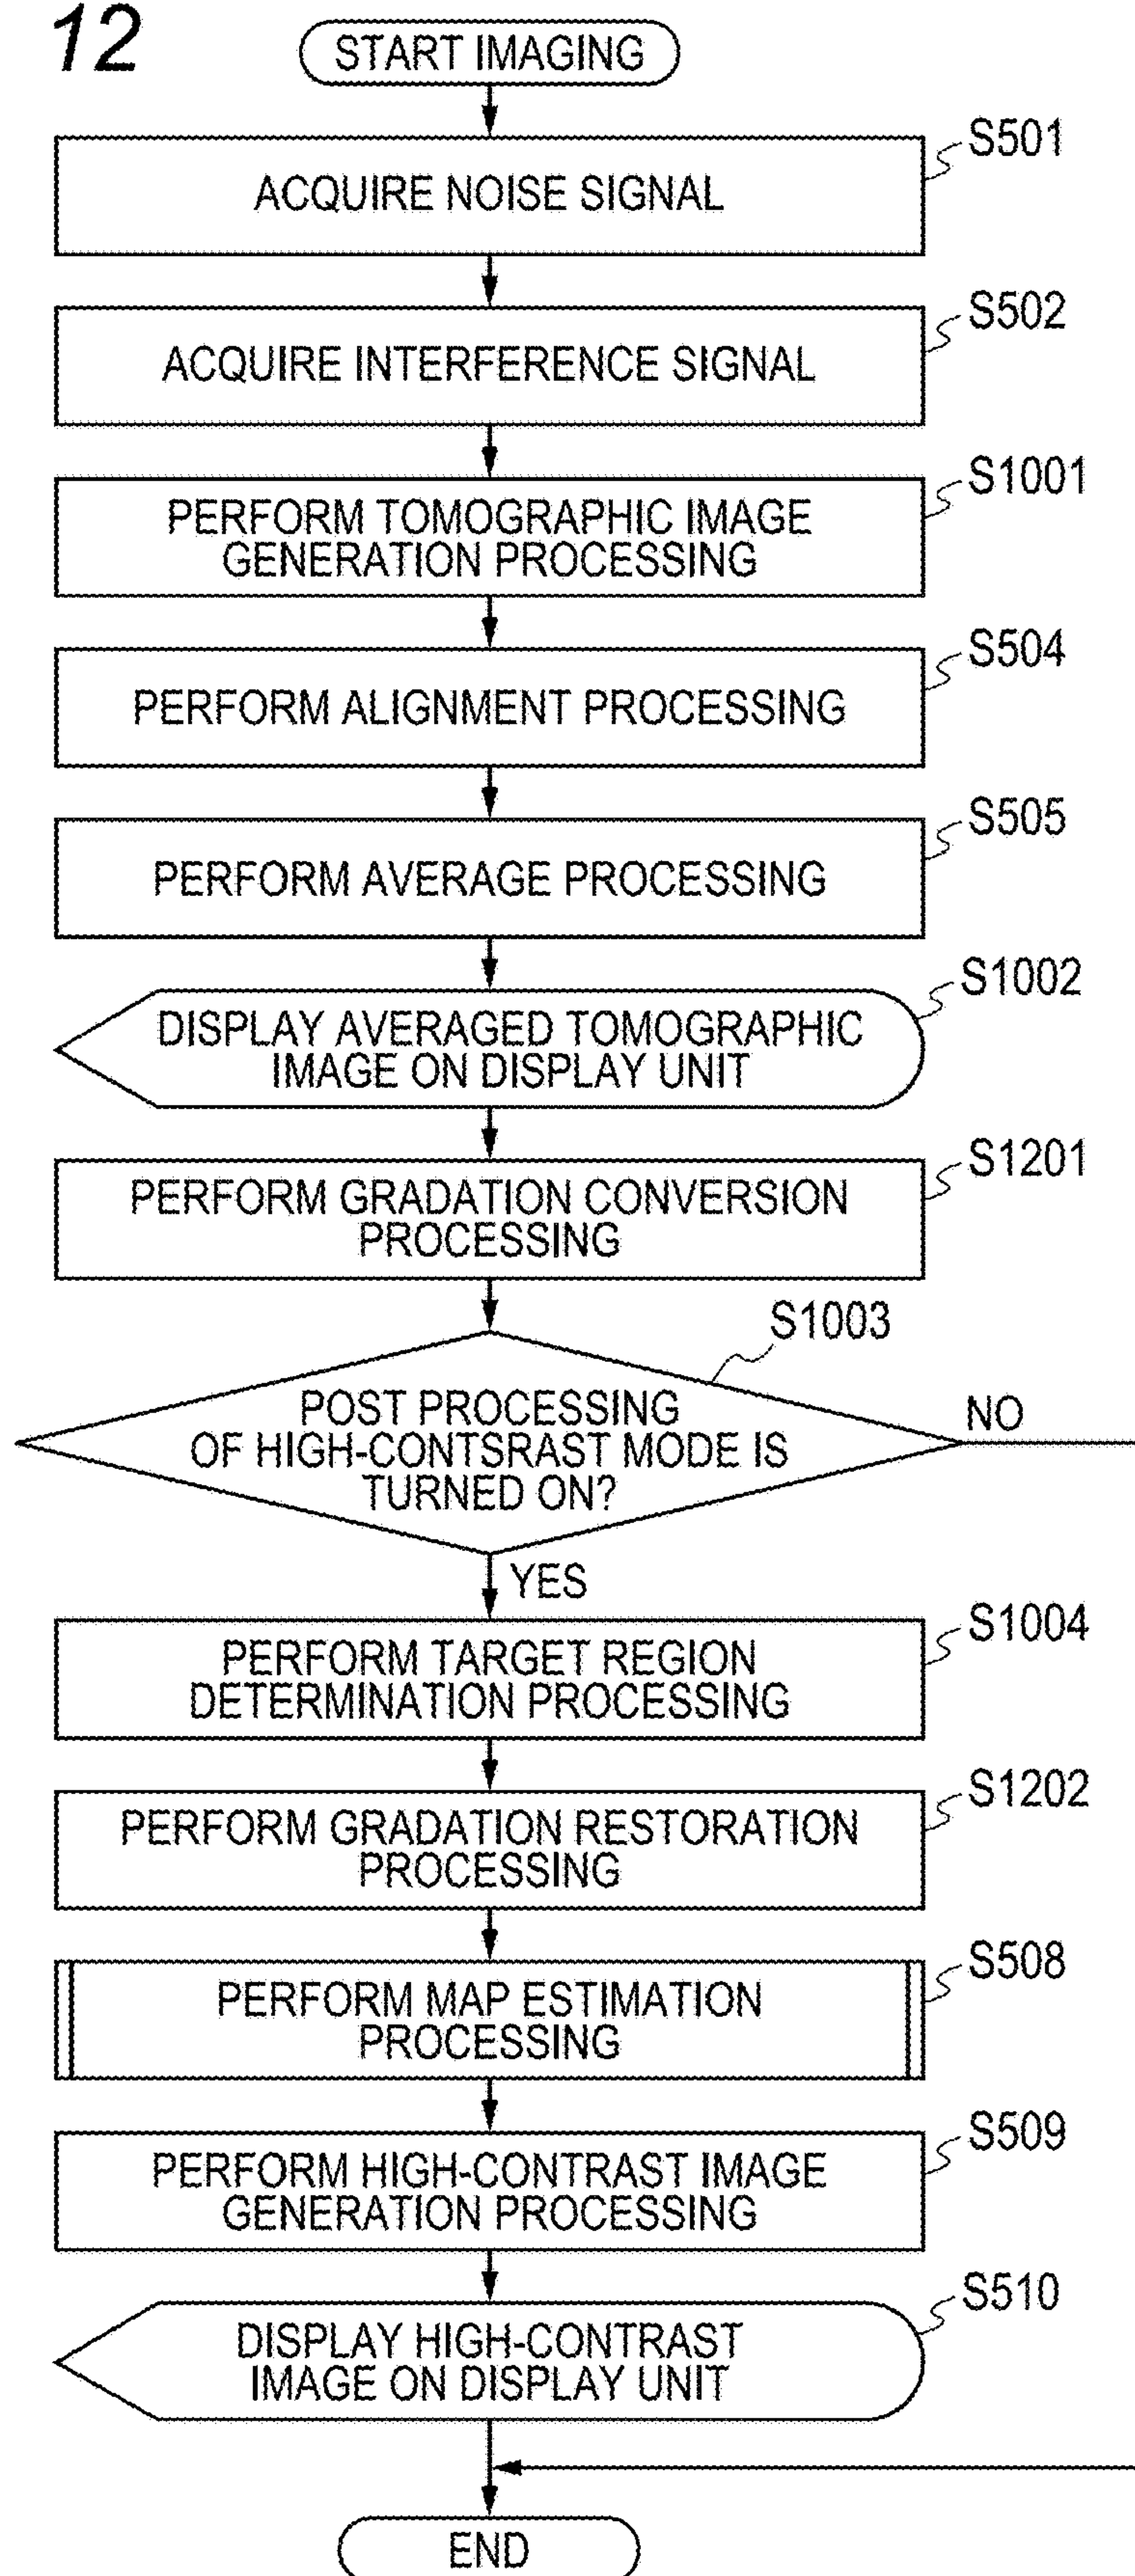 12
START IMAGING
S501
ACQUIRE NOISE SIGNAL
S502
ACQUIRE INTERFERENCE SIGNAL
S1001
PERFORM TOMOGRAPHIC IMAGE
GENERATION PROCESSING
S504
PERFORM ALIGNMENT PROCESSING
S505
PERFORM AVERAGE PROCESSING
S1002
DISPLAY AVERAGED TOMOGRAPHIC
IMAGE ON DISPLAY UNIT
S1201
PERFORM GRADATION CONVERSION
PROCESSING
S1003
POST PROCESSING
OF HIGH-CONTSRAST MODE IS
TURNED ON?
NO
YES
S1004
PERFORM TARGET REGION
DETERMINATION PROCESSING
S1202
PERFORM GRADATION RESTORATION
PROCESSING
S508
PERFORM MAP ESTIMATION
PROCESSING
S509
PERFORM HIGH-CONTRAST IMAGE
GENERATION PROCESSING
S510
DISPLAY HIGH-CONTRAST
IMAGE ON DISPLAY UNIT
END